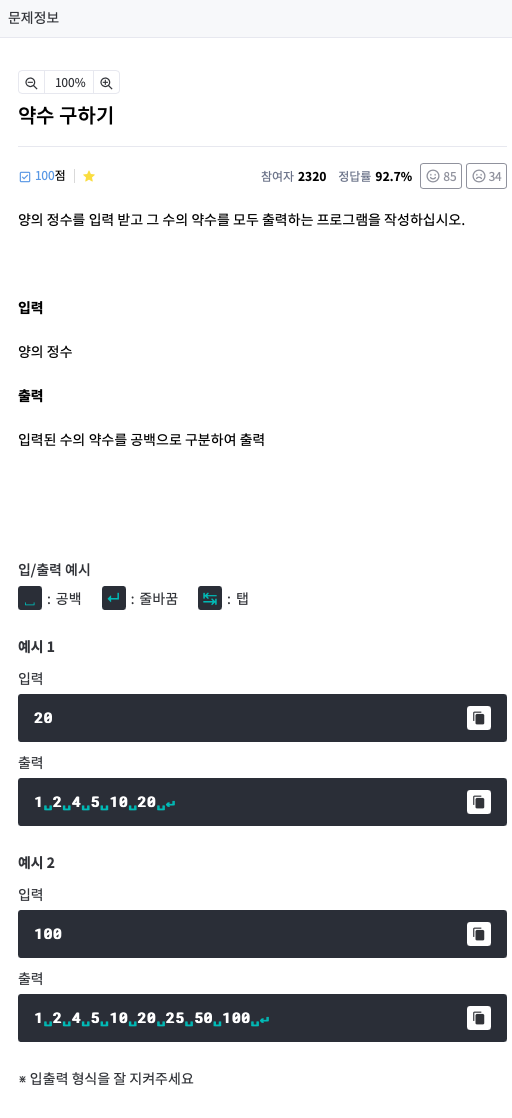 문제정보
100%
약수 구하기
100점 참여자 2320 정답률 92.7% 85 34
양의 정수를 입력 받고 그 수의 약수를 모두 출력하는 프로그램을 작성하십시오.
입력
양의 정수
출력
입력된 수의 약수를 공백으로 구분하여 출력
입/출력 예시
␣ : 공백 ↵ : 줄바꿈 ↹ : 탭
예시 1
입력
20
출력
1␣2␣4␣5␣10␣20␣↵
예시 2
입력
100
출력
1␣2␣4␣5␣10␣20␣25␣50␣100␣↵
※ 입출력 형식을 잘 지켜주세요